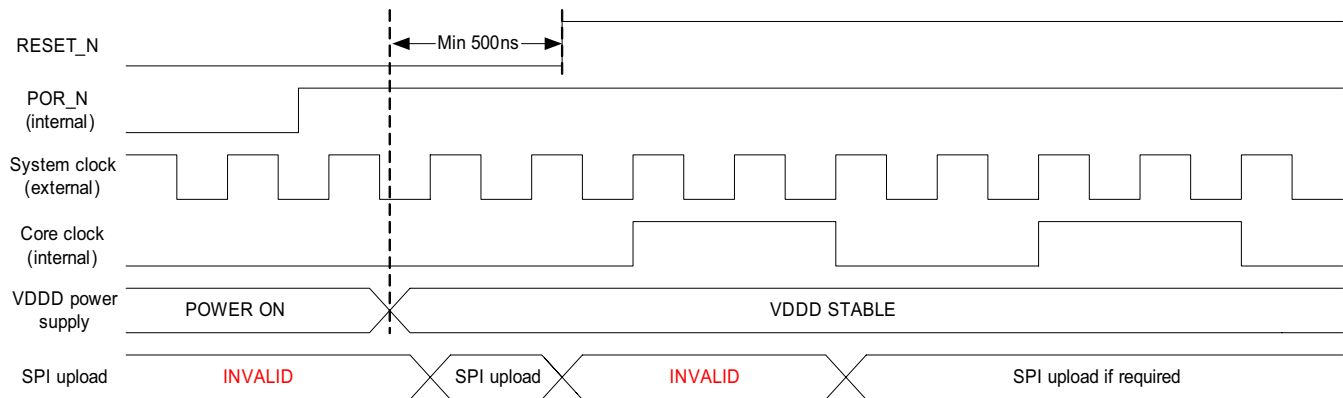 RESET_N
Min 500ns
POR_N
(internal)
System clock
(external)
Core clock
(internal)
VDDD power
supply
POWER ON
VDDD STABLE
SPI upload
INVALID
SPI upload
INVALID
SPI upload if required